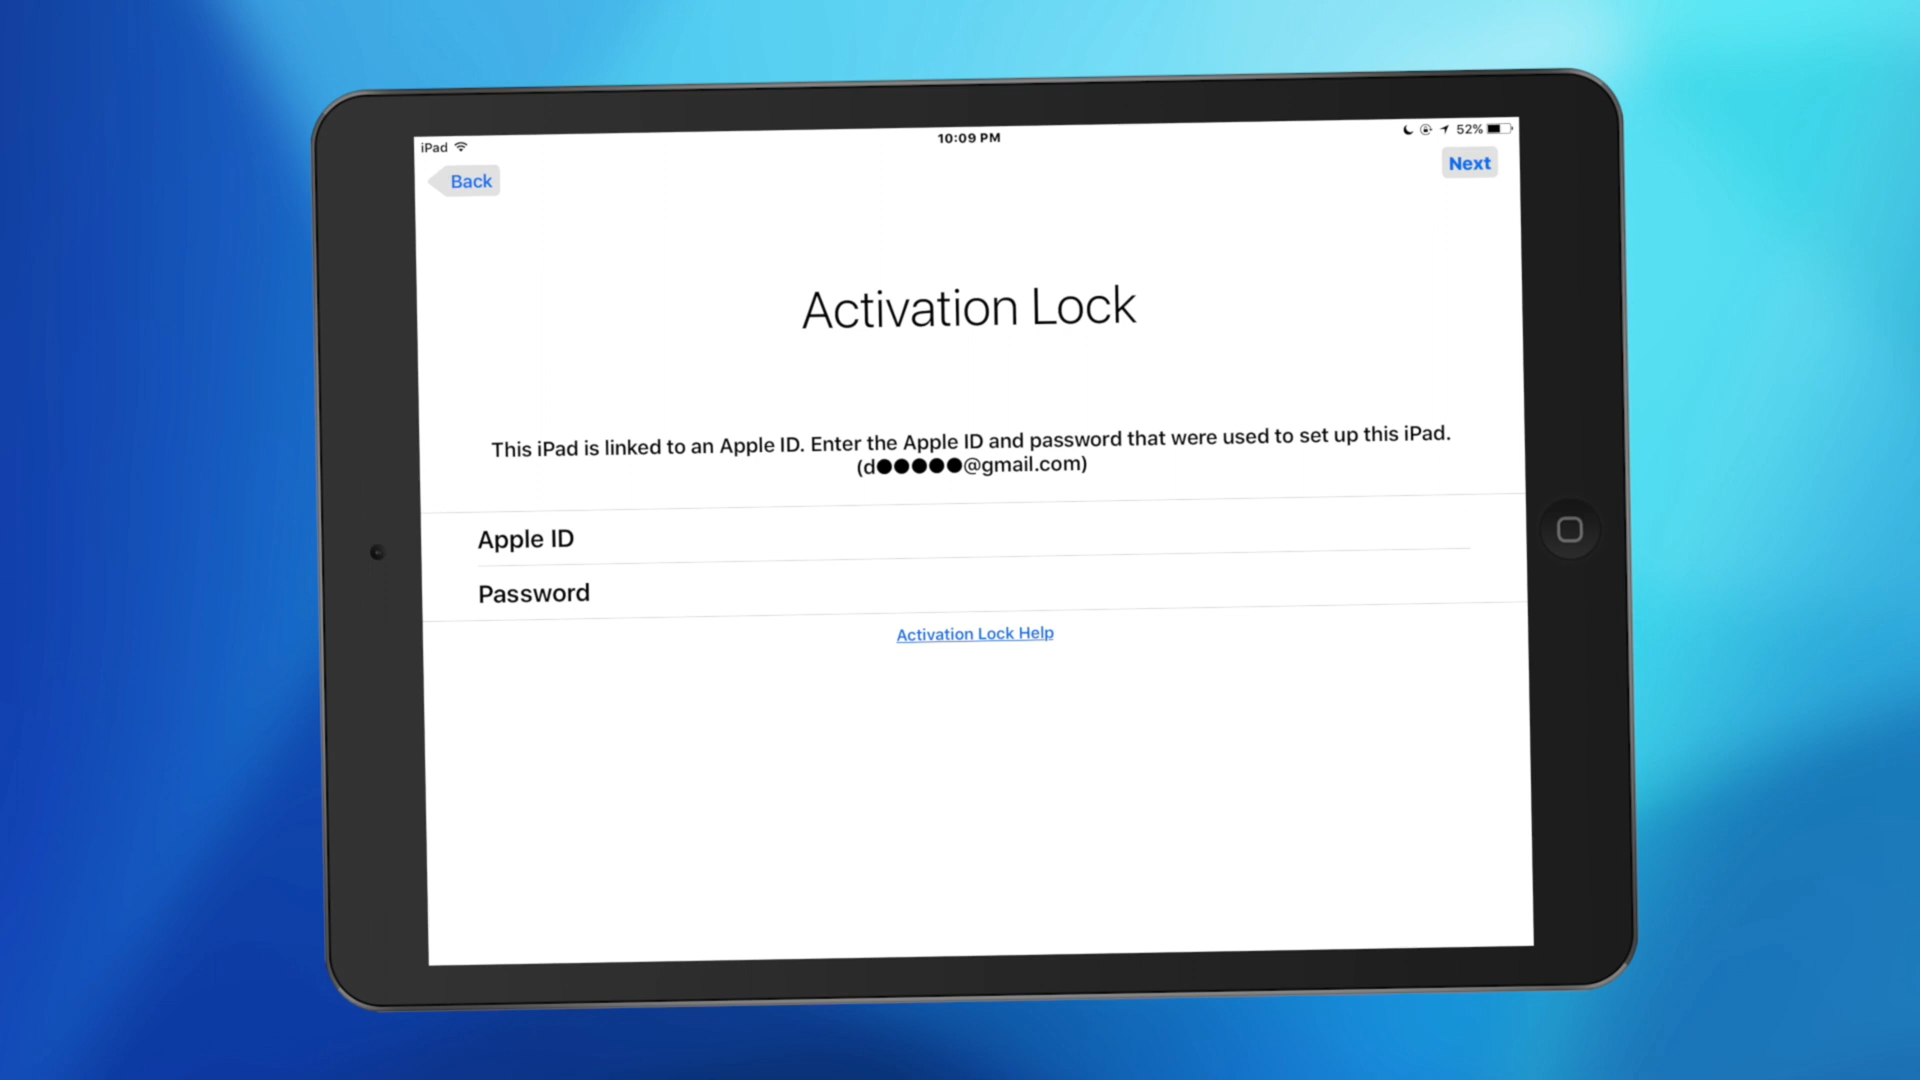 iPad
10:09 PM
52%
Back
Next
Activation Lock
This iPad is linked to an Apple ID. Enter the Apple ID and password that were used to set up this iPad.
(d●●●●●@gmail.com)
Apple ID
Password
Activation Lock Help